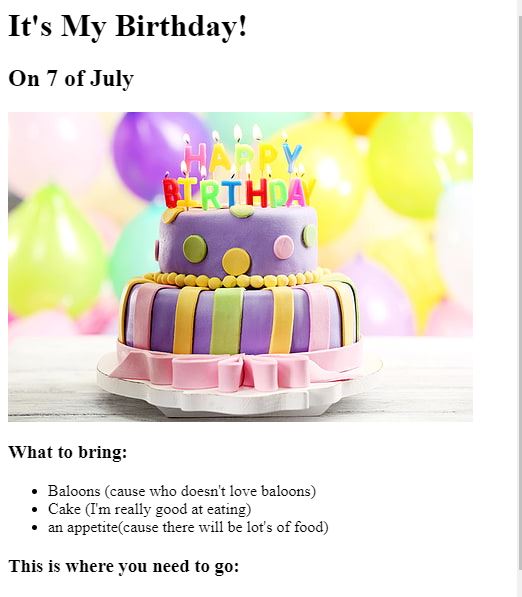 It's My Birthday!
On 7 of July
HAPPY
BIRTHDAY
What to bring:
Baloons (cause who doesn't love baloons)
Cake (I'm really good at eating)
an appetite(cause there will be lot's of food)
This is where you need to go: